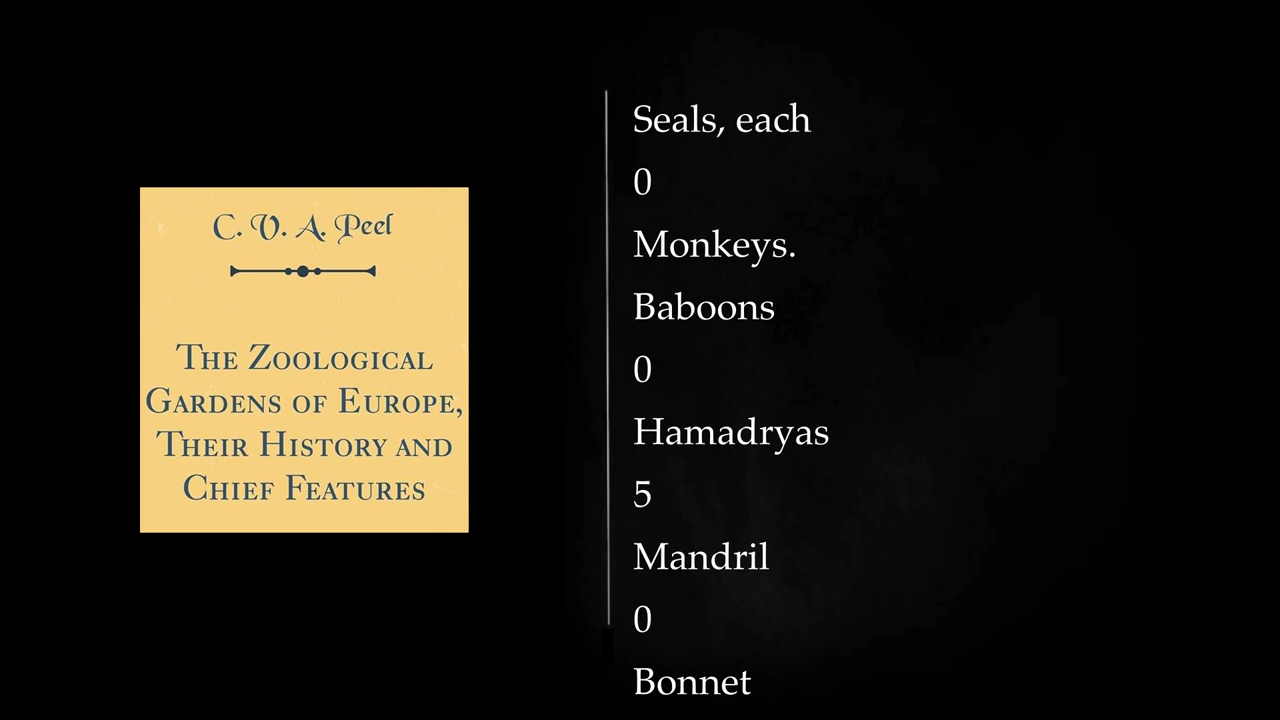 C. V. A. Peel
The Zoological
Gardens of Europe,
Their History and
Chief Features
Seals, each
0
Monkeys.
Baboons
0
Hamadryas
5
Mandril
0
Bonnet